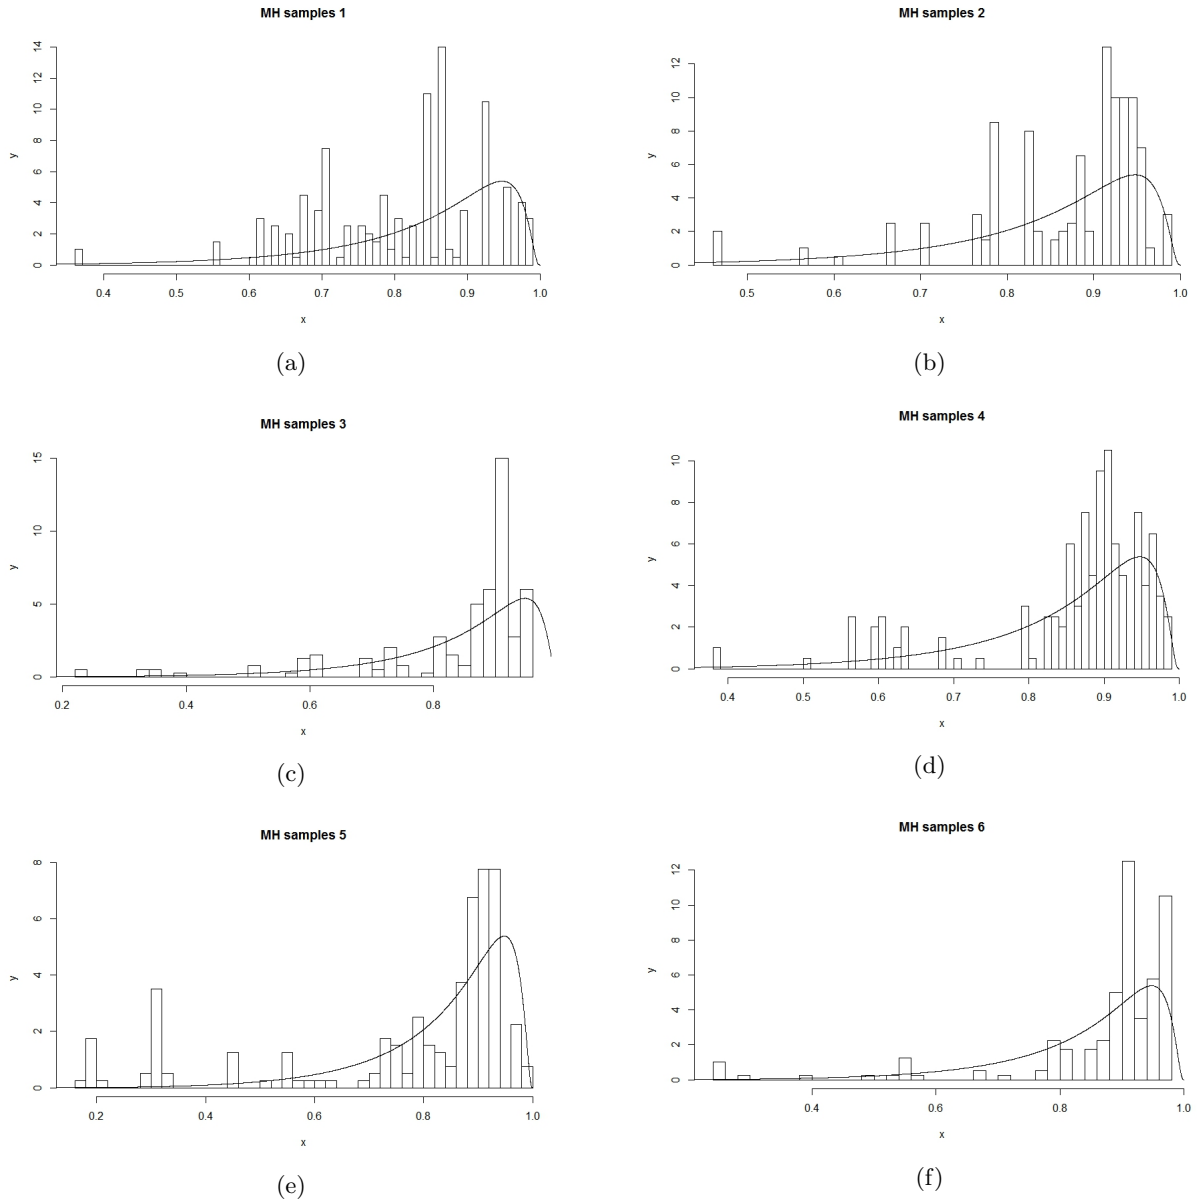 MH samples 1
y
0 2 4 6 8 10 12 14
0.4 0.5 0.6 0.7 0.8 0.9 1.0
x
(a)
MH samples 2
y
0 2 4 6 8 10 12
0.5 0.6 0.7 0.8 0.9 1.0
x
(b)
MH samples 3
y
0 5 10 15
0.2 0.4 0.6 0.8
x
(c)
MH samples 4
y
0 2 4 6 8 10
0.4 0.5 0.6 0.7 0.8 0.9 1.0
x
(d)
MH samples 5
y
0 2 4 6 8
0.2 0.4 0.6 0.8 1.0
x
(e)
MH samples 6
y
0 2 4 6 8 10 12
0.4 0.6 0.8 1.0
x
(f)